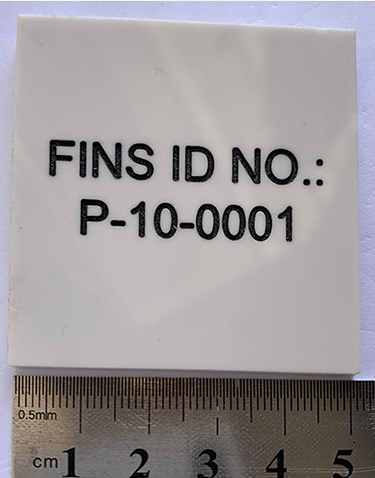 FINS ID NO.:
P-10-0001
0.5mm
cm 1 2 3 4 5